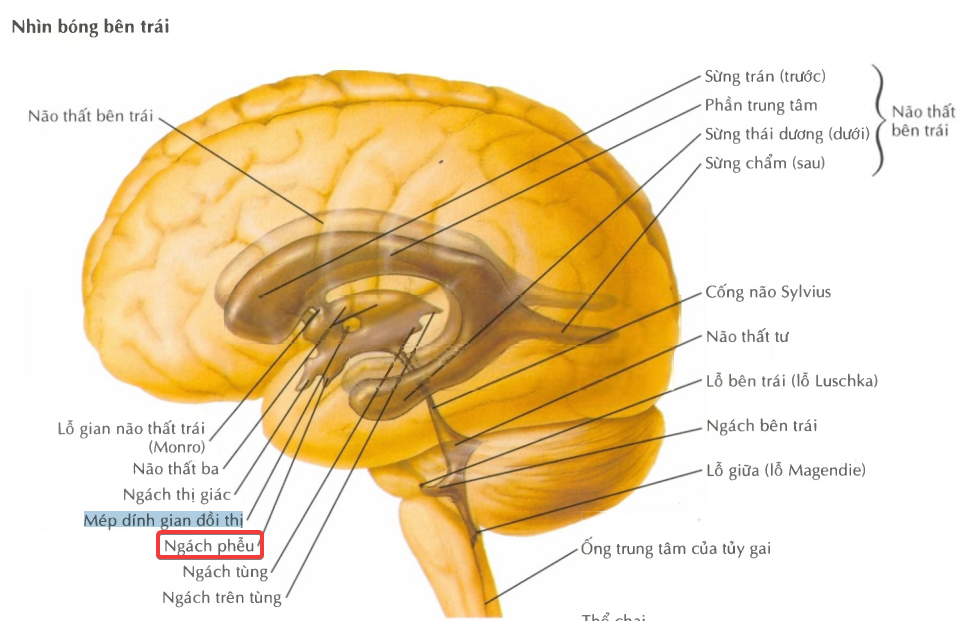 Nhìn bóng bên trái
Não thất bên trái
Sừng trán (trước)
Phần trung tâm
Sừng thái dương (dưới)
Sừng chẩm (sau)
Não thất
bên trái
Cống não Sylvius
Não thất tư
Lỗ bên trái (lỗ Luschka)
Ngách bên trái
Lỗ giữa (lỗ Magendie)
Ống trung tâm của tủy gai
Lỗ gian não thất trái
(Monro)
Não thất ba
Ngách thị giác
Mép dính gian đồi thị
Ngách phễu
Ngách tùng
Ngách trên tùng